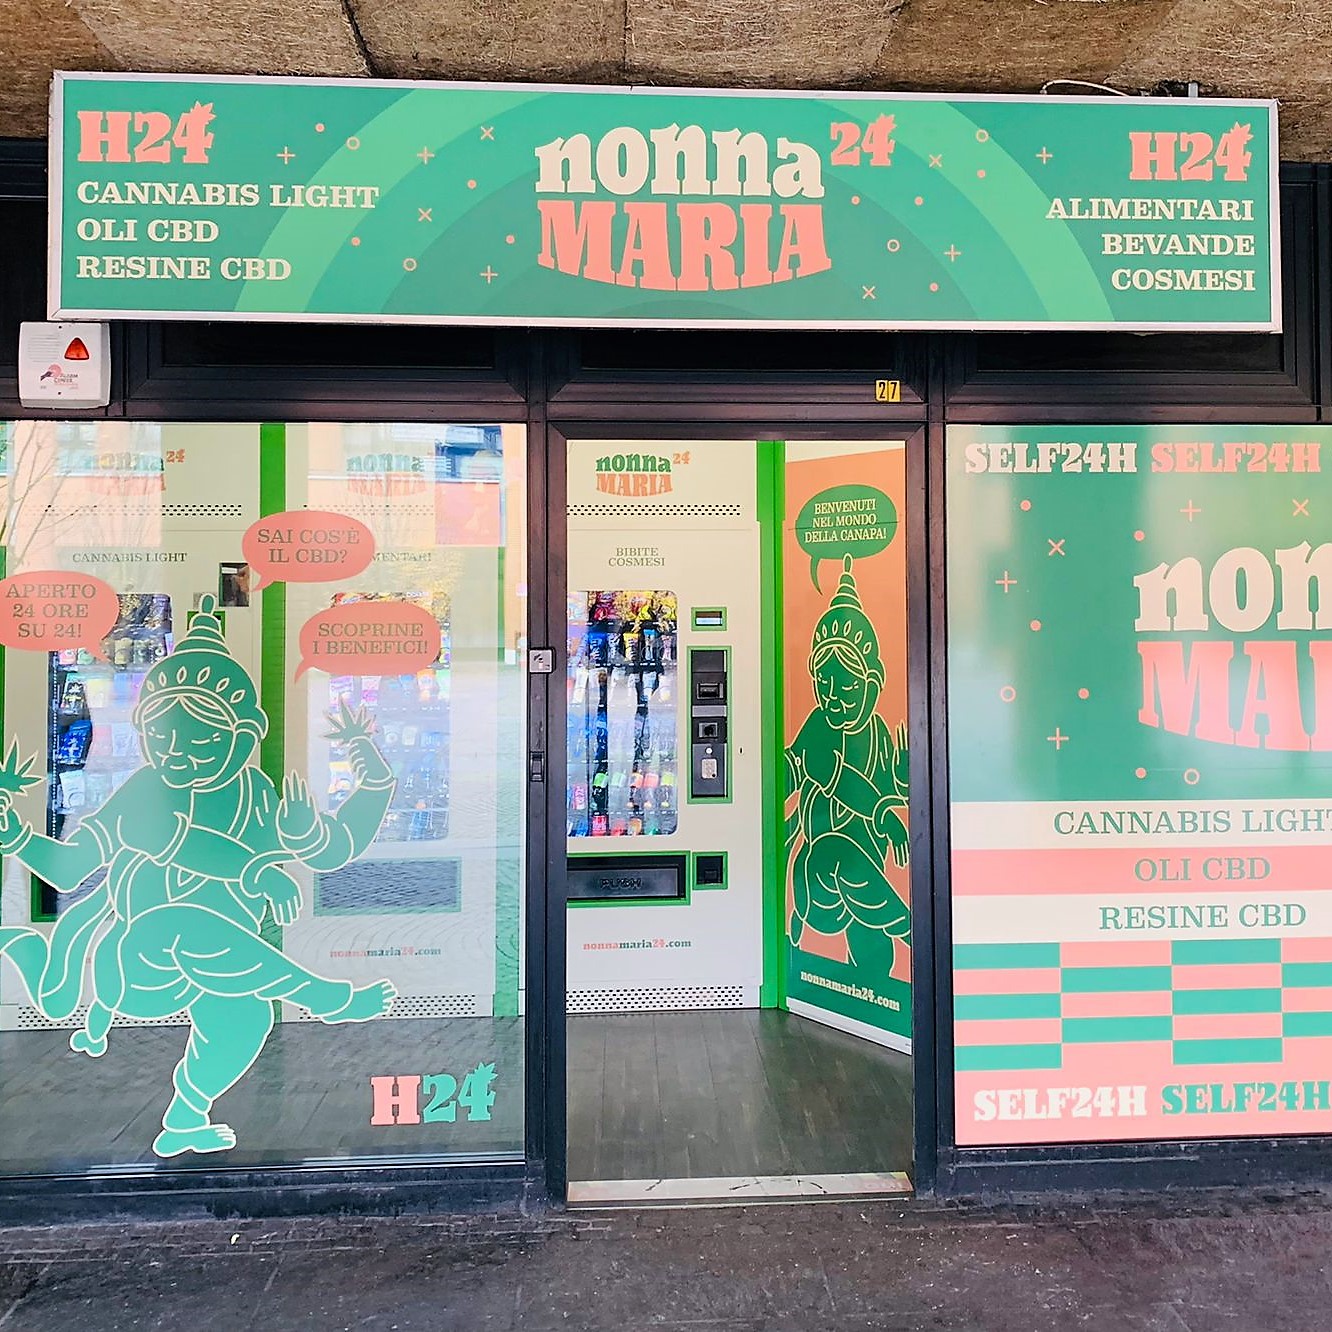 H24
CANNABIS LIGHT
OLI CBD
RESINE CBD
nonna 24
MARIA
H24
ALIMENTARI
BEVANDE
COSMESI
27
nonna 24
MARIA
nonna
MARIA
CANNABIS LIGHT
SAI COS'È
IL CBD?
MENTARI
APERTO
24 ORE
SU 24!
SCOPRINE
I BENEFICI!
nonnamaria24.com
H24
nonna 24
MARIA
BIBITE
COSMESI
PUSH
nonnamaria24.com
BENVENUTI
NEL MONDO
DELLA CANAPA!
nonnamaria24.com
SELF24H SELF24H
non
MAR
CANNABIS LIGHT
OLI CBD
RESINE CBD
SELF24H SELF24H